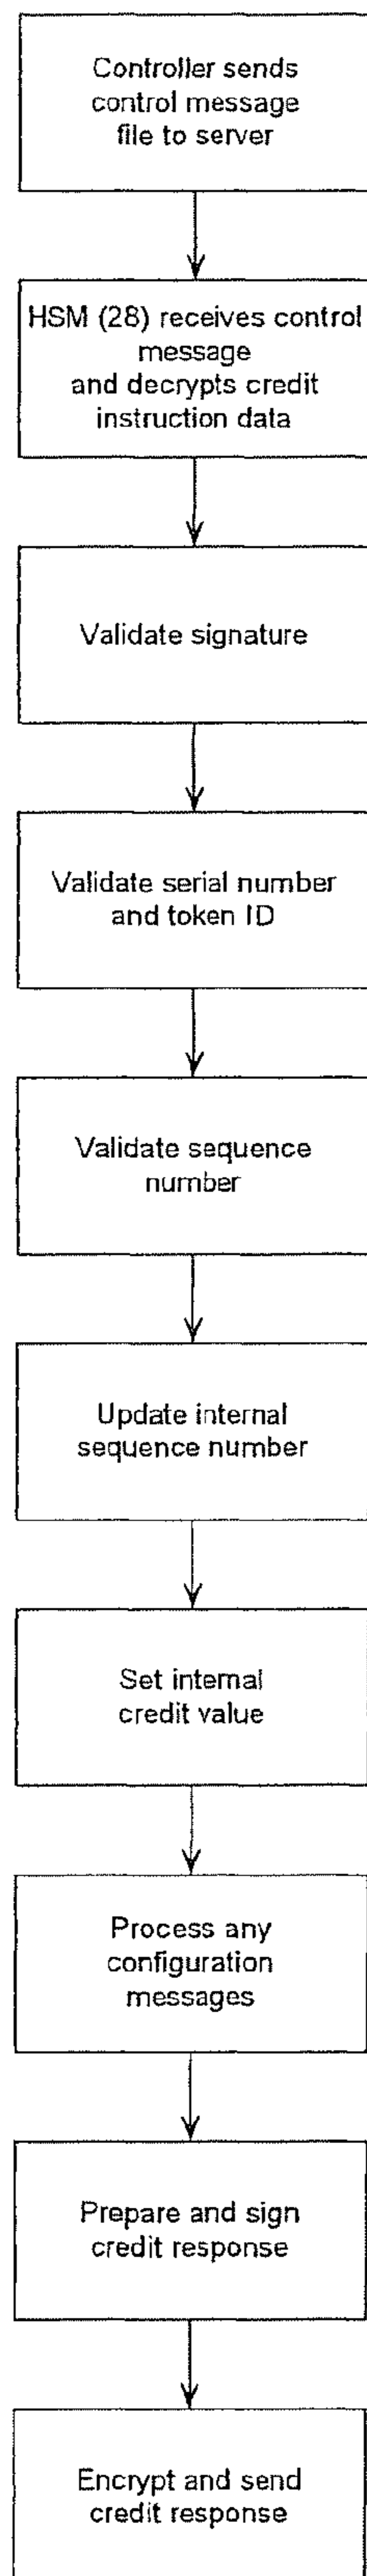 Controller sends
control message
file to server
HSM (28) receives control
message
and decrypts credit
instruction data
Validate signature
Validate serial number
and token ID
Validate sequence
number
Update internal
sequence number
Set internal
credit value
Process any
configuration
messages
Prepare and sign
credit response
Encrypt and send
credit response